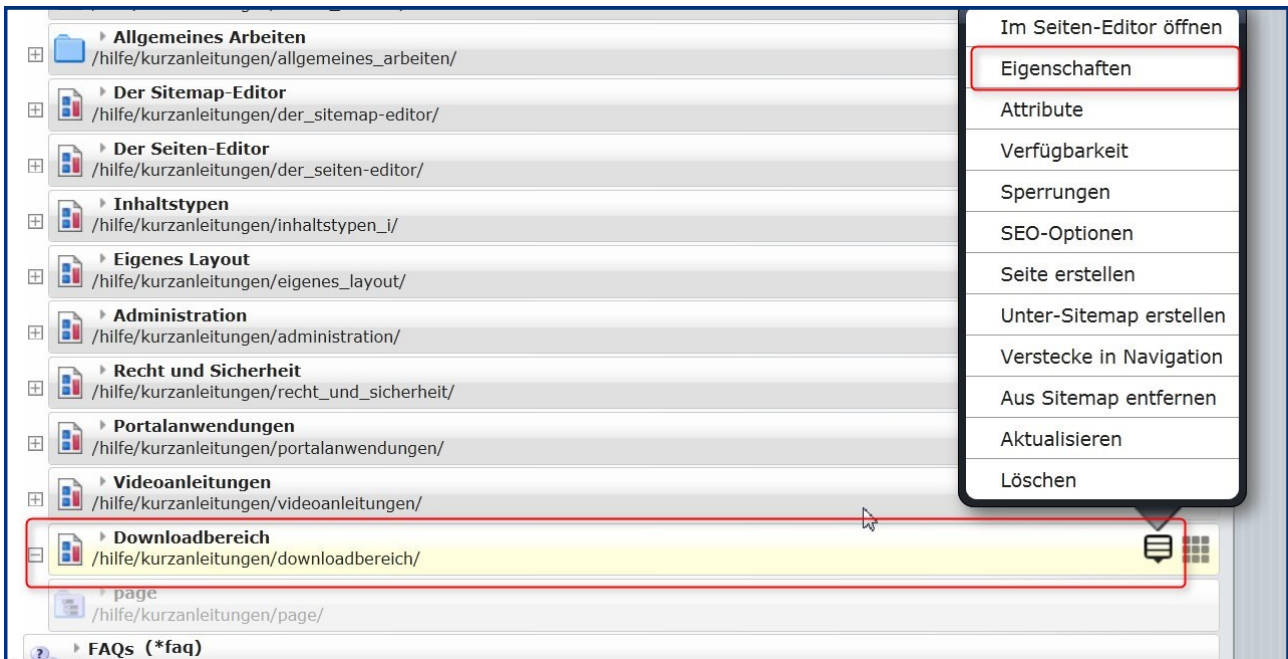 Allgemeines Arbeiten
/hilfe/kurzanleitungen/allgemeines_arbeiten/
Der Sitemap-Editor
/hilfe/kurzanleitungen/der_sitemap-editor/
Der Seiten-Editor
/hilfe/kurzanleitungen/der_seiten-editor/
Inhaltstypen
/hilfe/kurzanleitungen/inhaltstypen_i/
Eigenes Layout
/hilfe/kurzanleitungen/eigenes_layout/
Administration
/hilfe/kurzanleitungen/administration/
Recht und Sicherheit
/hilfe/kurzanleitungen/recht_und_sicherheit/
Portalanwendungen
/hilfe/kurzanleitungen/portalanwendungen/
Videoanleitungen
/hilfe/kurzanleitungen/videoanleitungen/
Downloadbereich
/hilfe/kurzanleitungen/downloadbereich/
page
/hilfe/kurzanleitungen/page/
FAQs (*faq)
Im Seiten-Editor öffnen
Eigenschaften
Attribute
Verfügbarkeit
Sperrungen
SEO-Optionen
Seite erstellen
Unter-Sitemap erstellen
Verstecke in Navigation
Aus Sitemap entfernen
Aktualisieren
Löschen